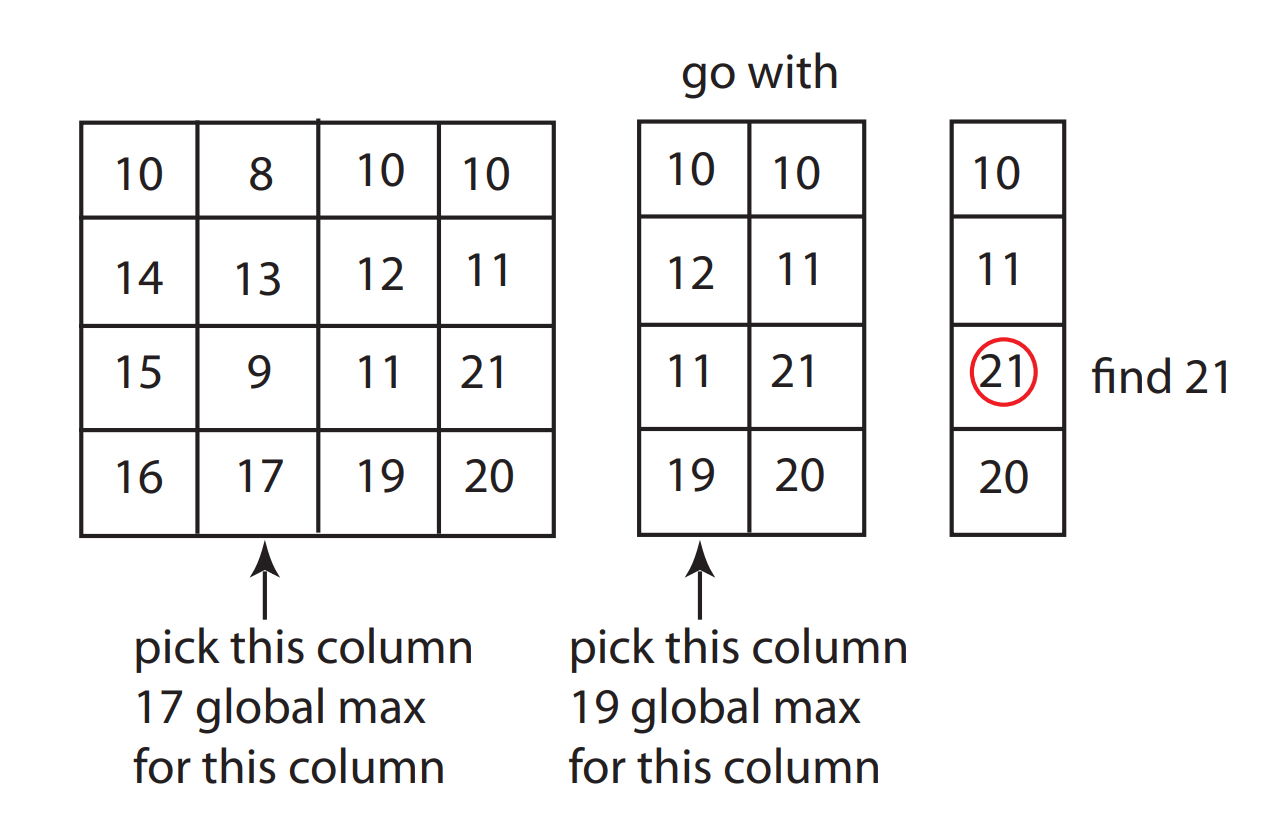 go with
10 8 10 10
14 13 12 11
15 9 11 21
16 17 19 20
10 10
12 11
11 21
19 20
10
11
21
20
find 21
pick this column
17 global max
for this column
pick this column
19 global max
for this column